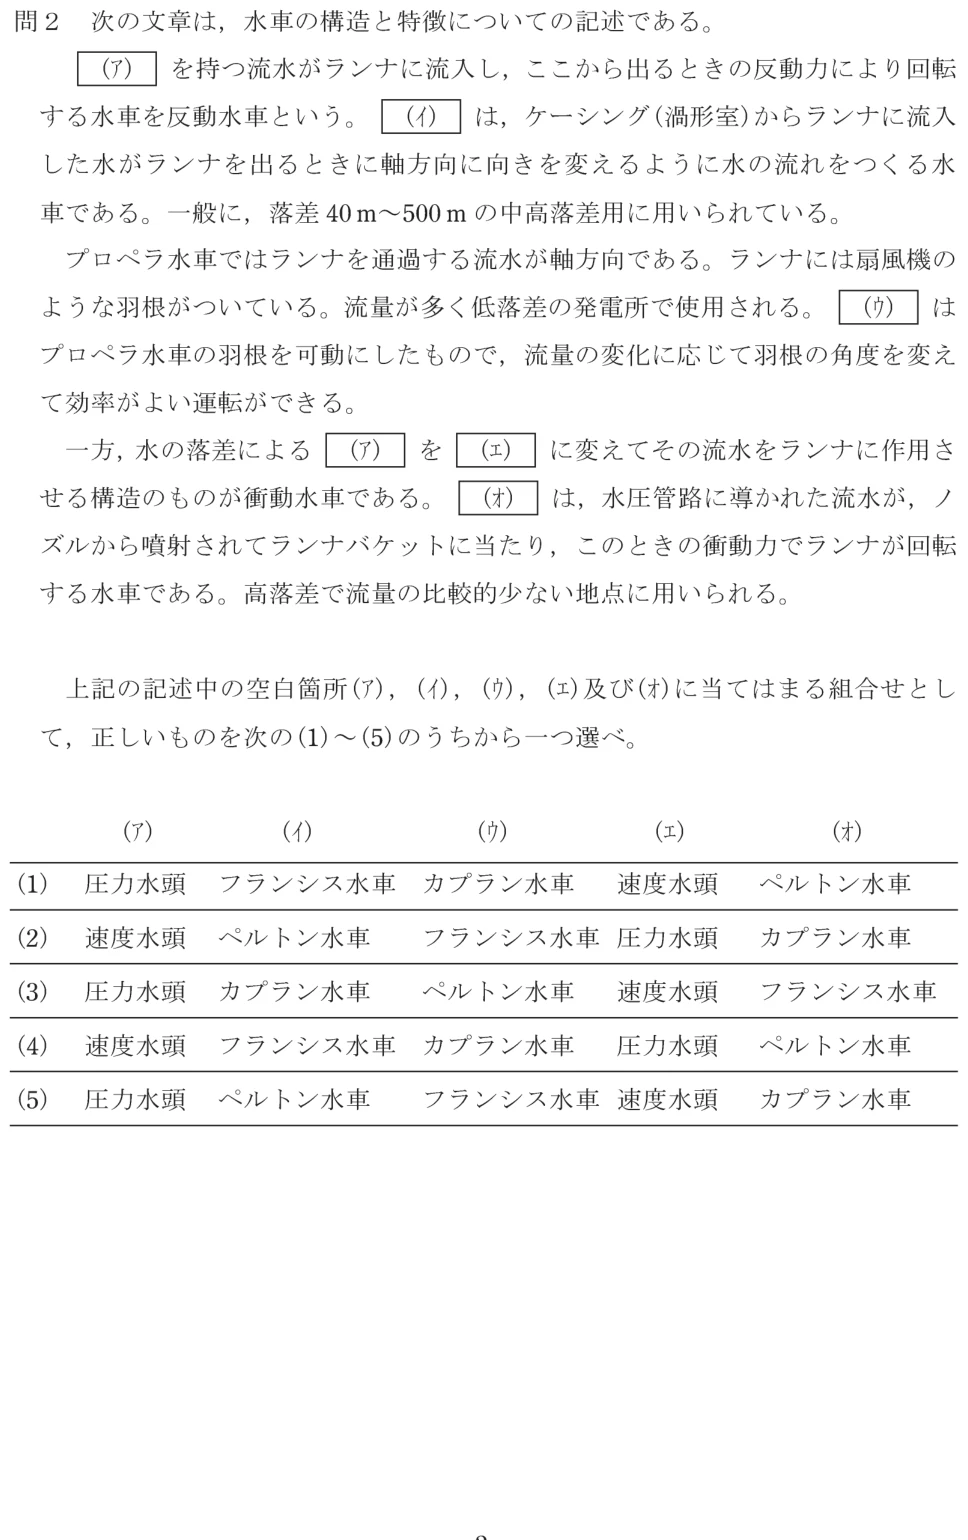 問２　次の文章は，水車の構造と特徴についての記述である。
(ア) を持つ流水がランナに流入し，ここから出るときの反動力により回転
する水車を反動水車という。 (イ) は，ケーシング(渦形室)からランナに流入
した水がランナを出るときに軸方向に向きを変えるように水の流れをつくる水
車である。一般に，落差 40 m～500 m の中高落差用に用いられている。
プロペラ水車ではランナを通過する流水が軸方向である。ランナには扇風機の
ような羽根がついている。流量が多く低落差の発電所で使用される。 (ウ) は
プロペラ水車の羽根を可動にしたもので，流量の変化に応じて羽根の角度を変え
て効率がよい運転ができる。
一方，水の落差による (ア) を (エ) に変えてその流水をランナに作用さ
せる構造のものが衝動水車である。 (オ) は，水圧管路に導かれた流水が，ノ
ズルから噴射されてランナバケットに当たり，このときの衝動力でランナが回転
する水車である。高落差で流量の比較的少ない地点に用いられる。
上記の記述中の空白箇所(ア)，(イ)，(ウ)，(エ)及び(オ)に当てはまる組合せとし
て，正しいものを次の(1)～(5)のうちから一つ選べ。
(ア) (イ) (ウ) (エ) (オ)
(1) 圧力水頭 フランシス水車 カプラン水車 速度水頭 ペルトン水車
(2) 速度水頭 ペルトン水車 フランシス水車 圧力水頭 カプラン水車
(3) 圧力水頭 カプラン水車 ペルトン水車 速度水頭 フランシス水車
(4) 速度水頭 フランシス水車 カプラン水車 圧力水頭 ペルトン水車
(5) 圧力水頭 ペルトン水車 フランシス水車 速度水頭 カプラン水車